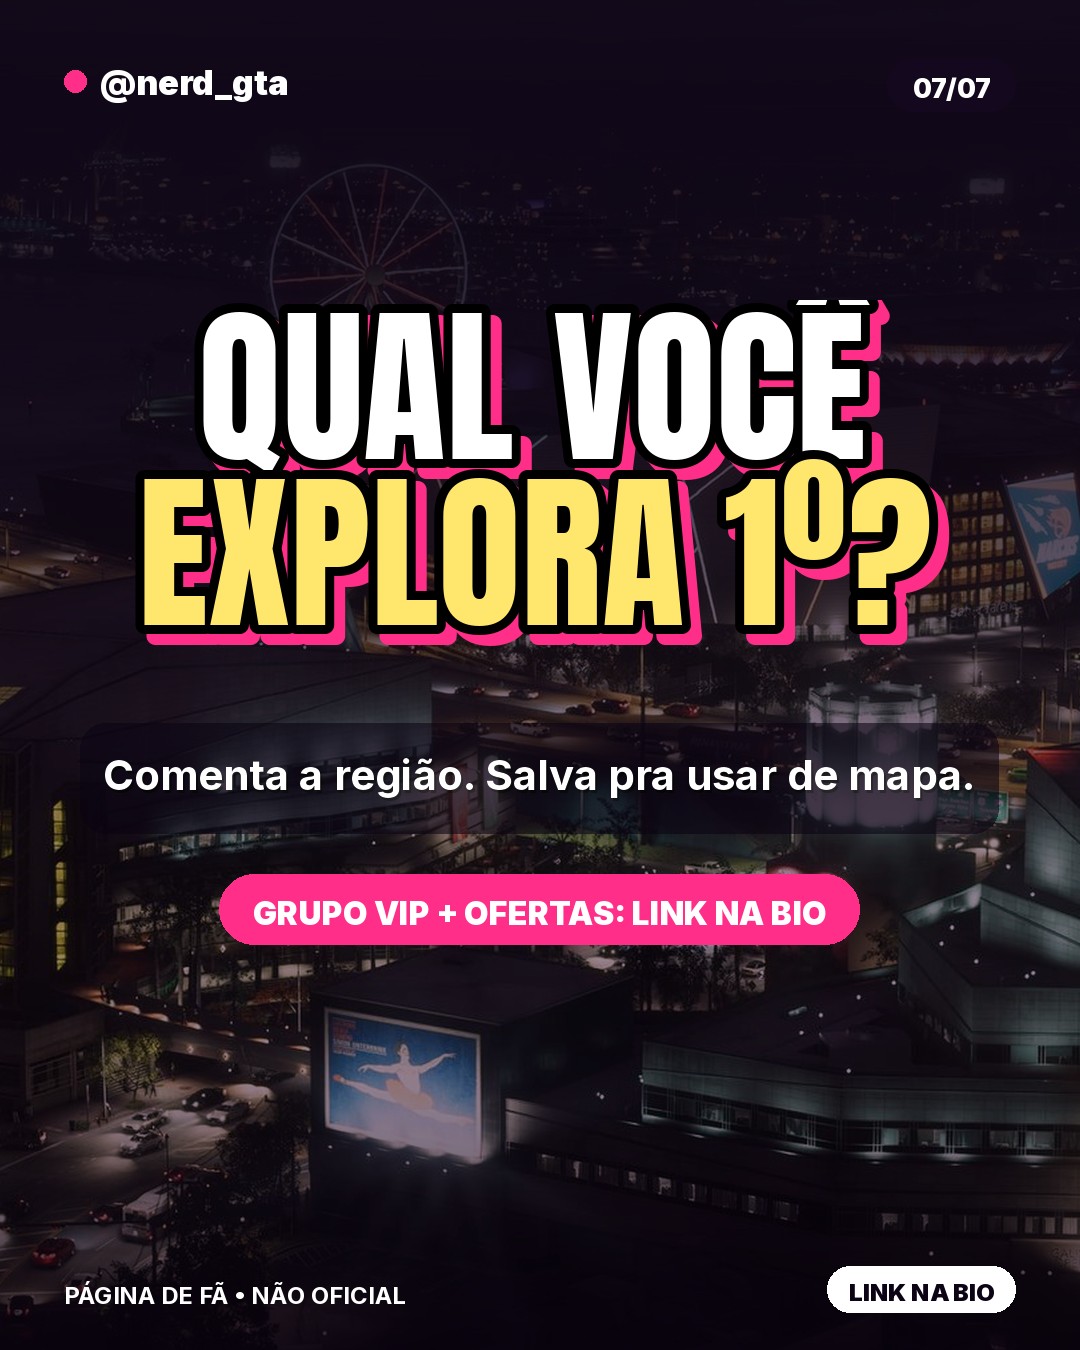 @nerd_gta
07/07
QUAL VOCÊ
EXPLORA 1º?
Comenta a região. Salva pra usar de mapa.
GRUPO VIP + OFERTAS: LINK NA BIO
PÁGINA DE FÃ • NÃO OFICIAL
LINK NA BIO